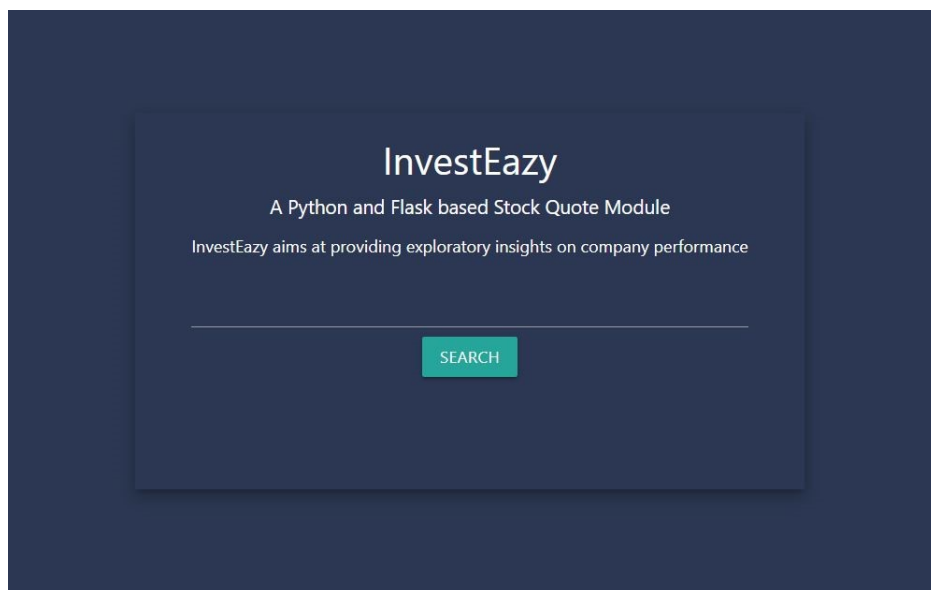 InvestEazy
A Python and Flask based Stock Quote Module
InvestEazy aims at providing exploratory insights on company performance
SEARCH